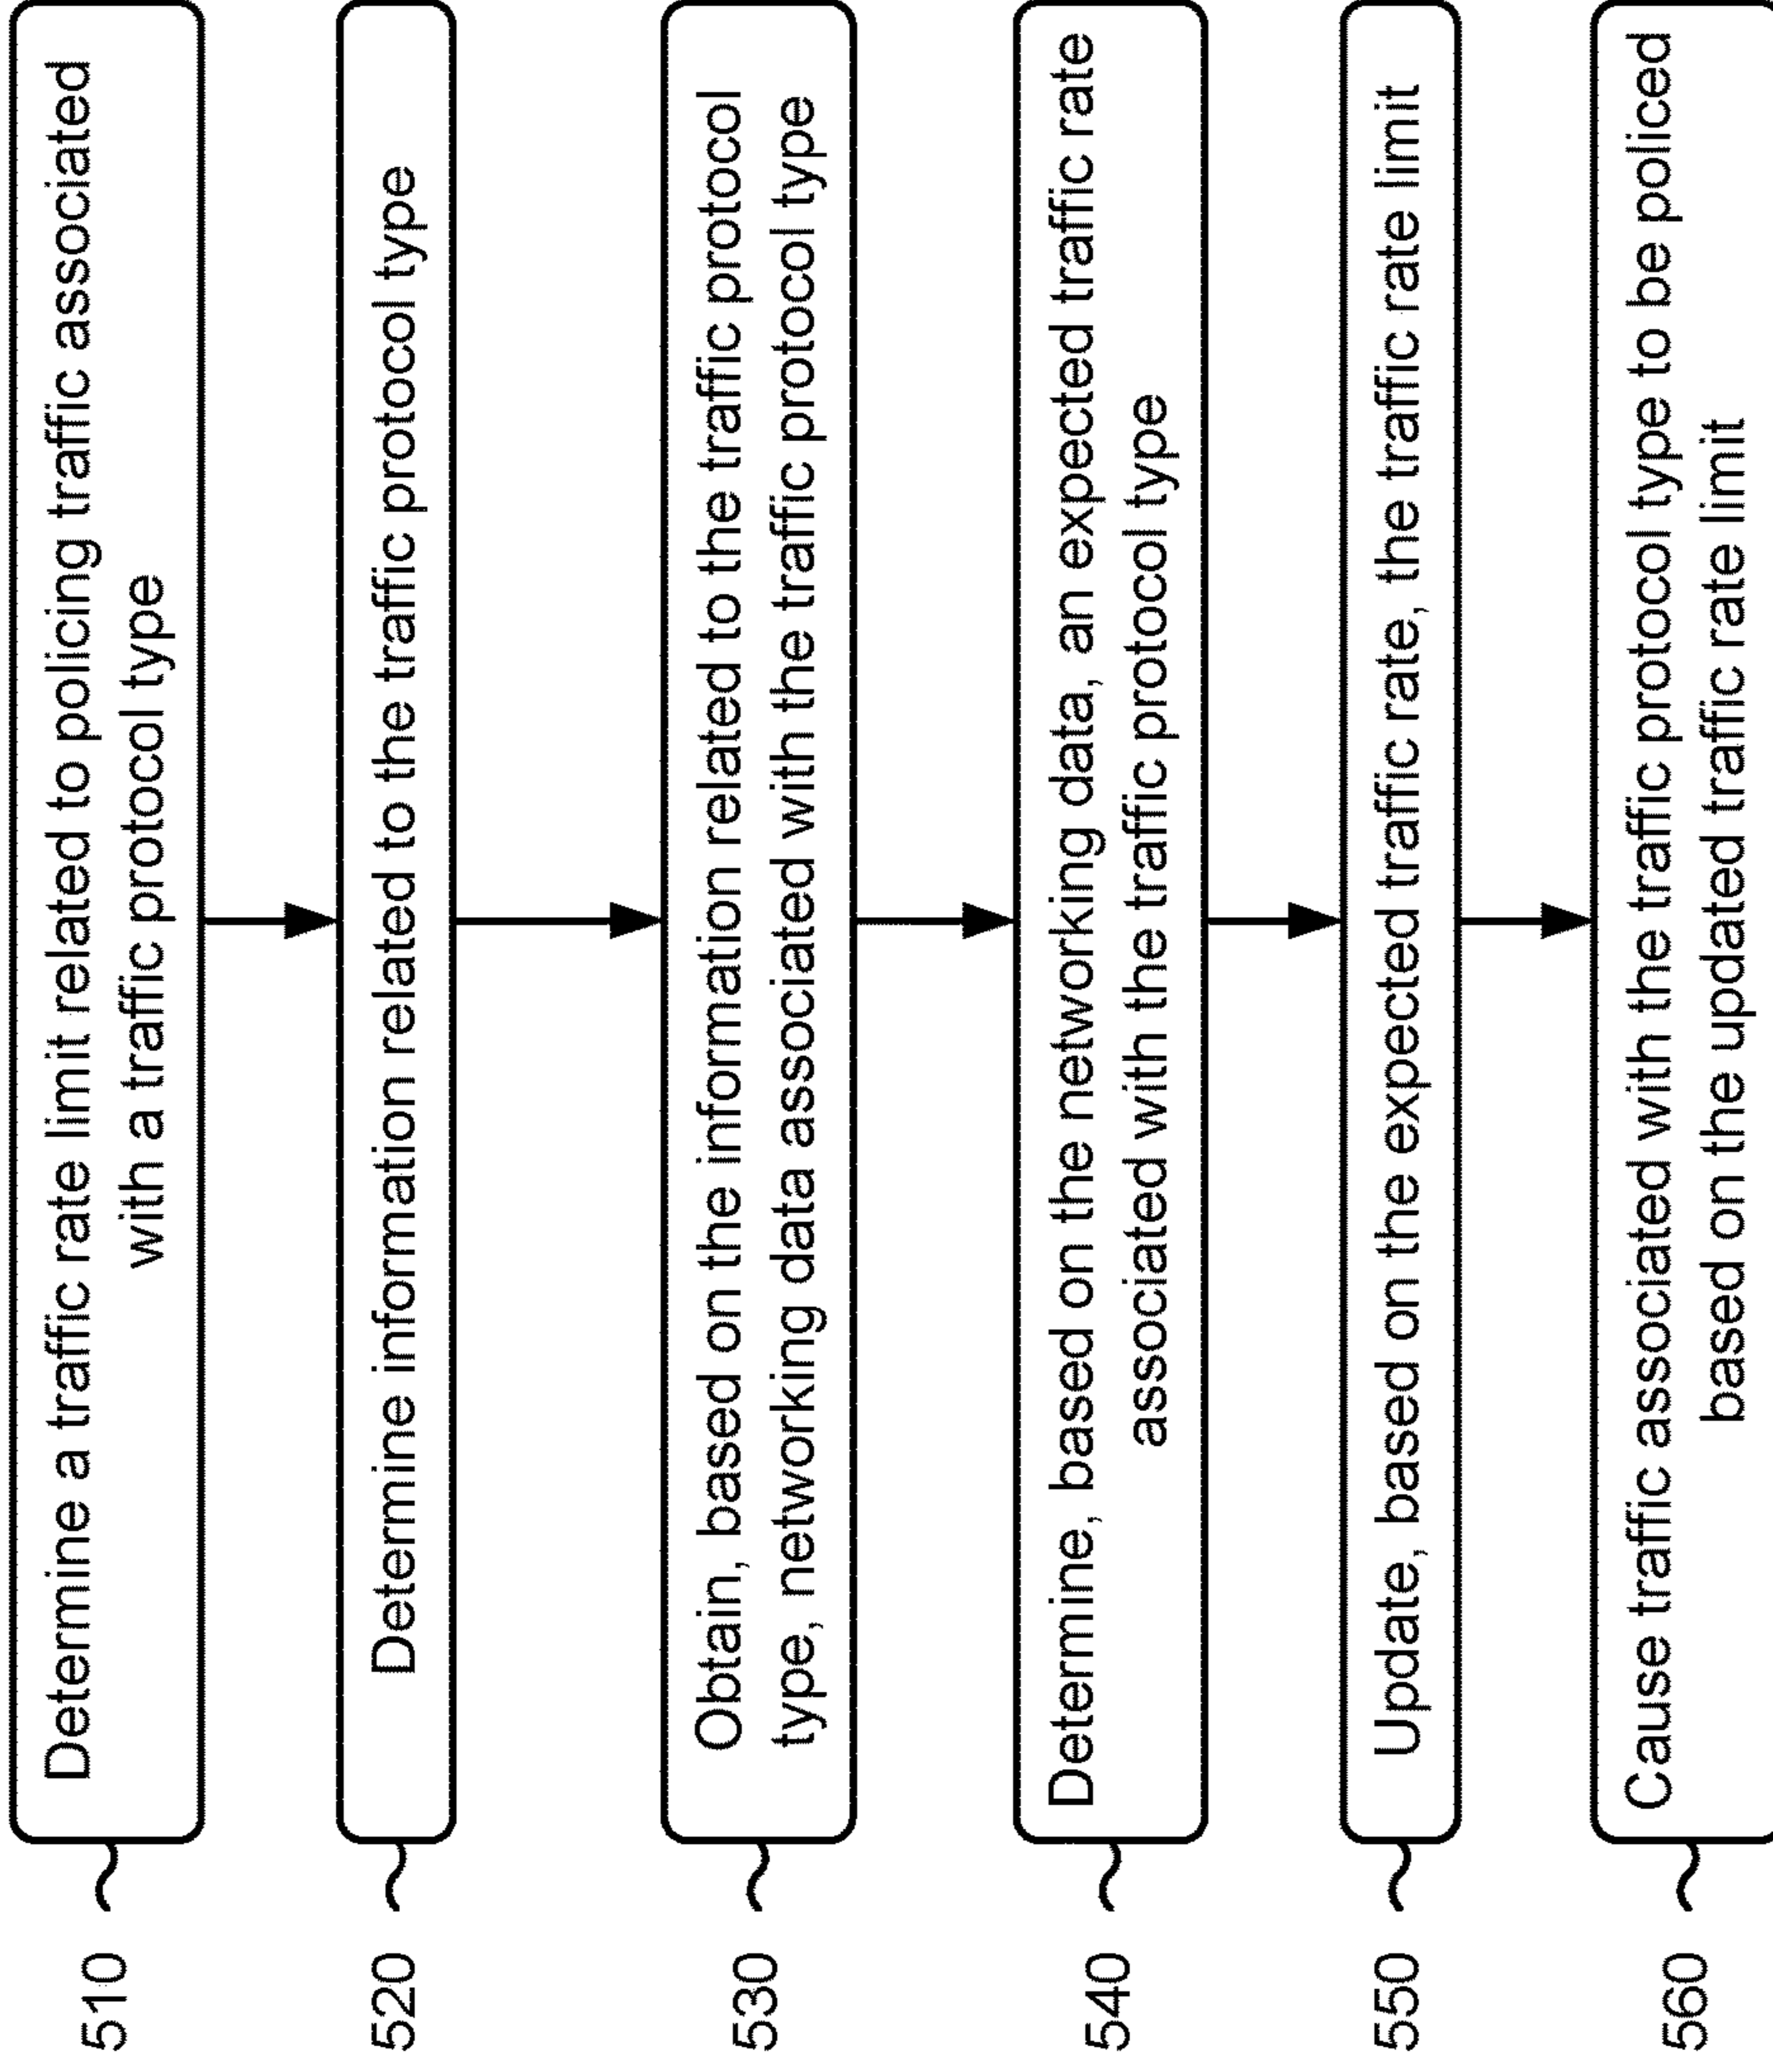 510
Determine a traffic rate limit related to policing traffic associated
with a traffic protocol type
520
Determine information related to the traffic protocol type
530
Obtain, based on the information related to the traffic protocol
type, networking data associated with the traffic protocol type
540
Determine, based on the networking data, an expected traffic rate
associated with the traffic protocol type
550
Update, based on the expected traffic rate, the traffic rate limit
560
Cause traffic associated with the traffic protocol type to be policed
based on the updated traffic rate limit